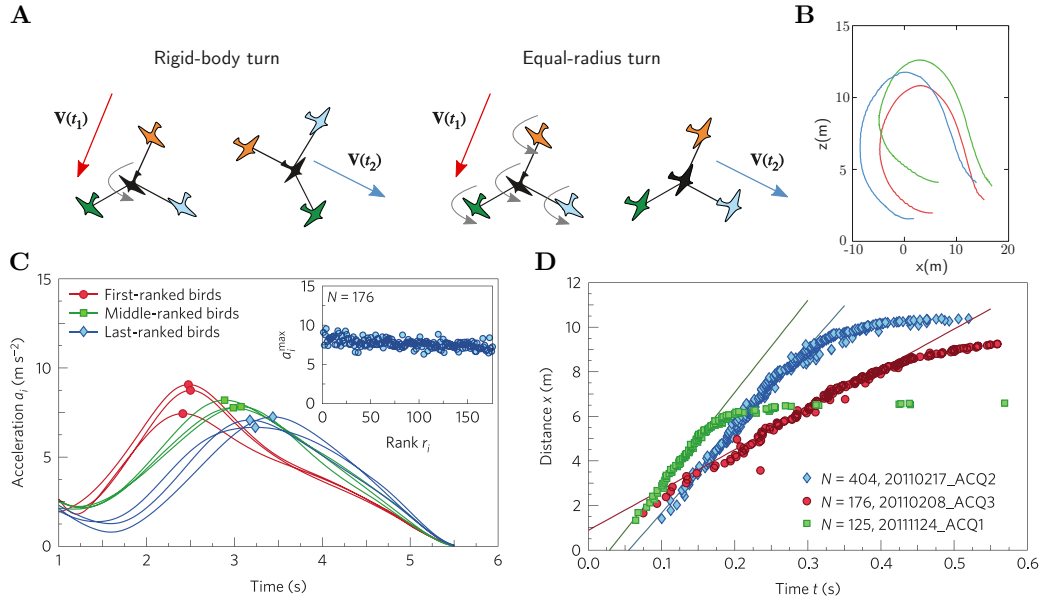 A
Rigid-body turn
V(t1)
V(t2)
Equal-radius turn
V(t1)
V(t2)
B
15
10
5
0
z(m)
-10
0
10
20
x(m)
C
15
10
5
0
Acceleration ai (m s−2)
First-ranked birds
Middle-ranked birds
Last-ranked birds
1
2
3
4
5
6
Time (s)
N = 176
15
10
5
0
aimax
0
25
50
100
150
Rank ri
D
12
10
8
6
4
2
0
Distance x (m)
N = 404, 20110217_ACQ2
N = 176, 20110208_ACQ3
N = 125, 20111124_ACQ1
0.0
0.1
0.2
0.3
0.4
0.5
0.6
Time t (s)